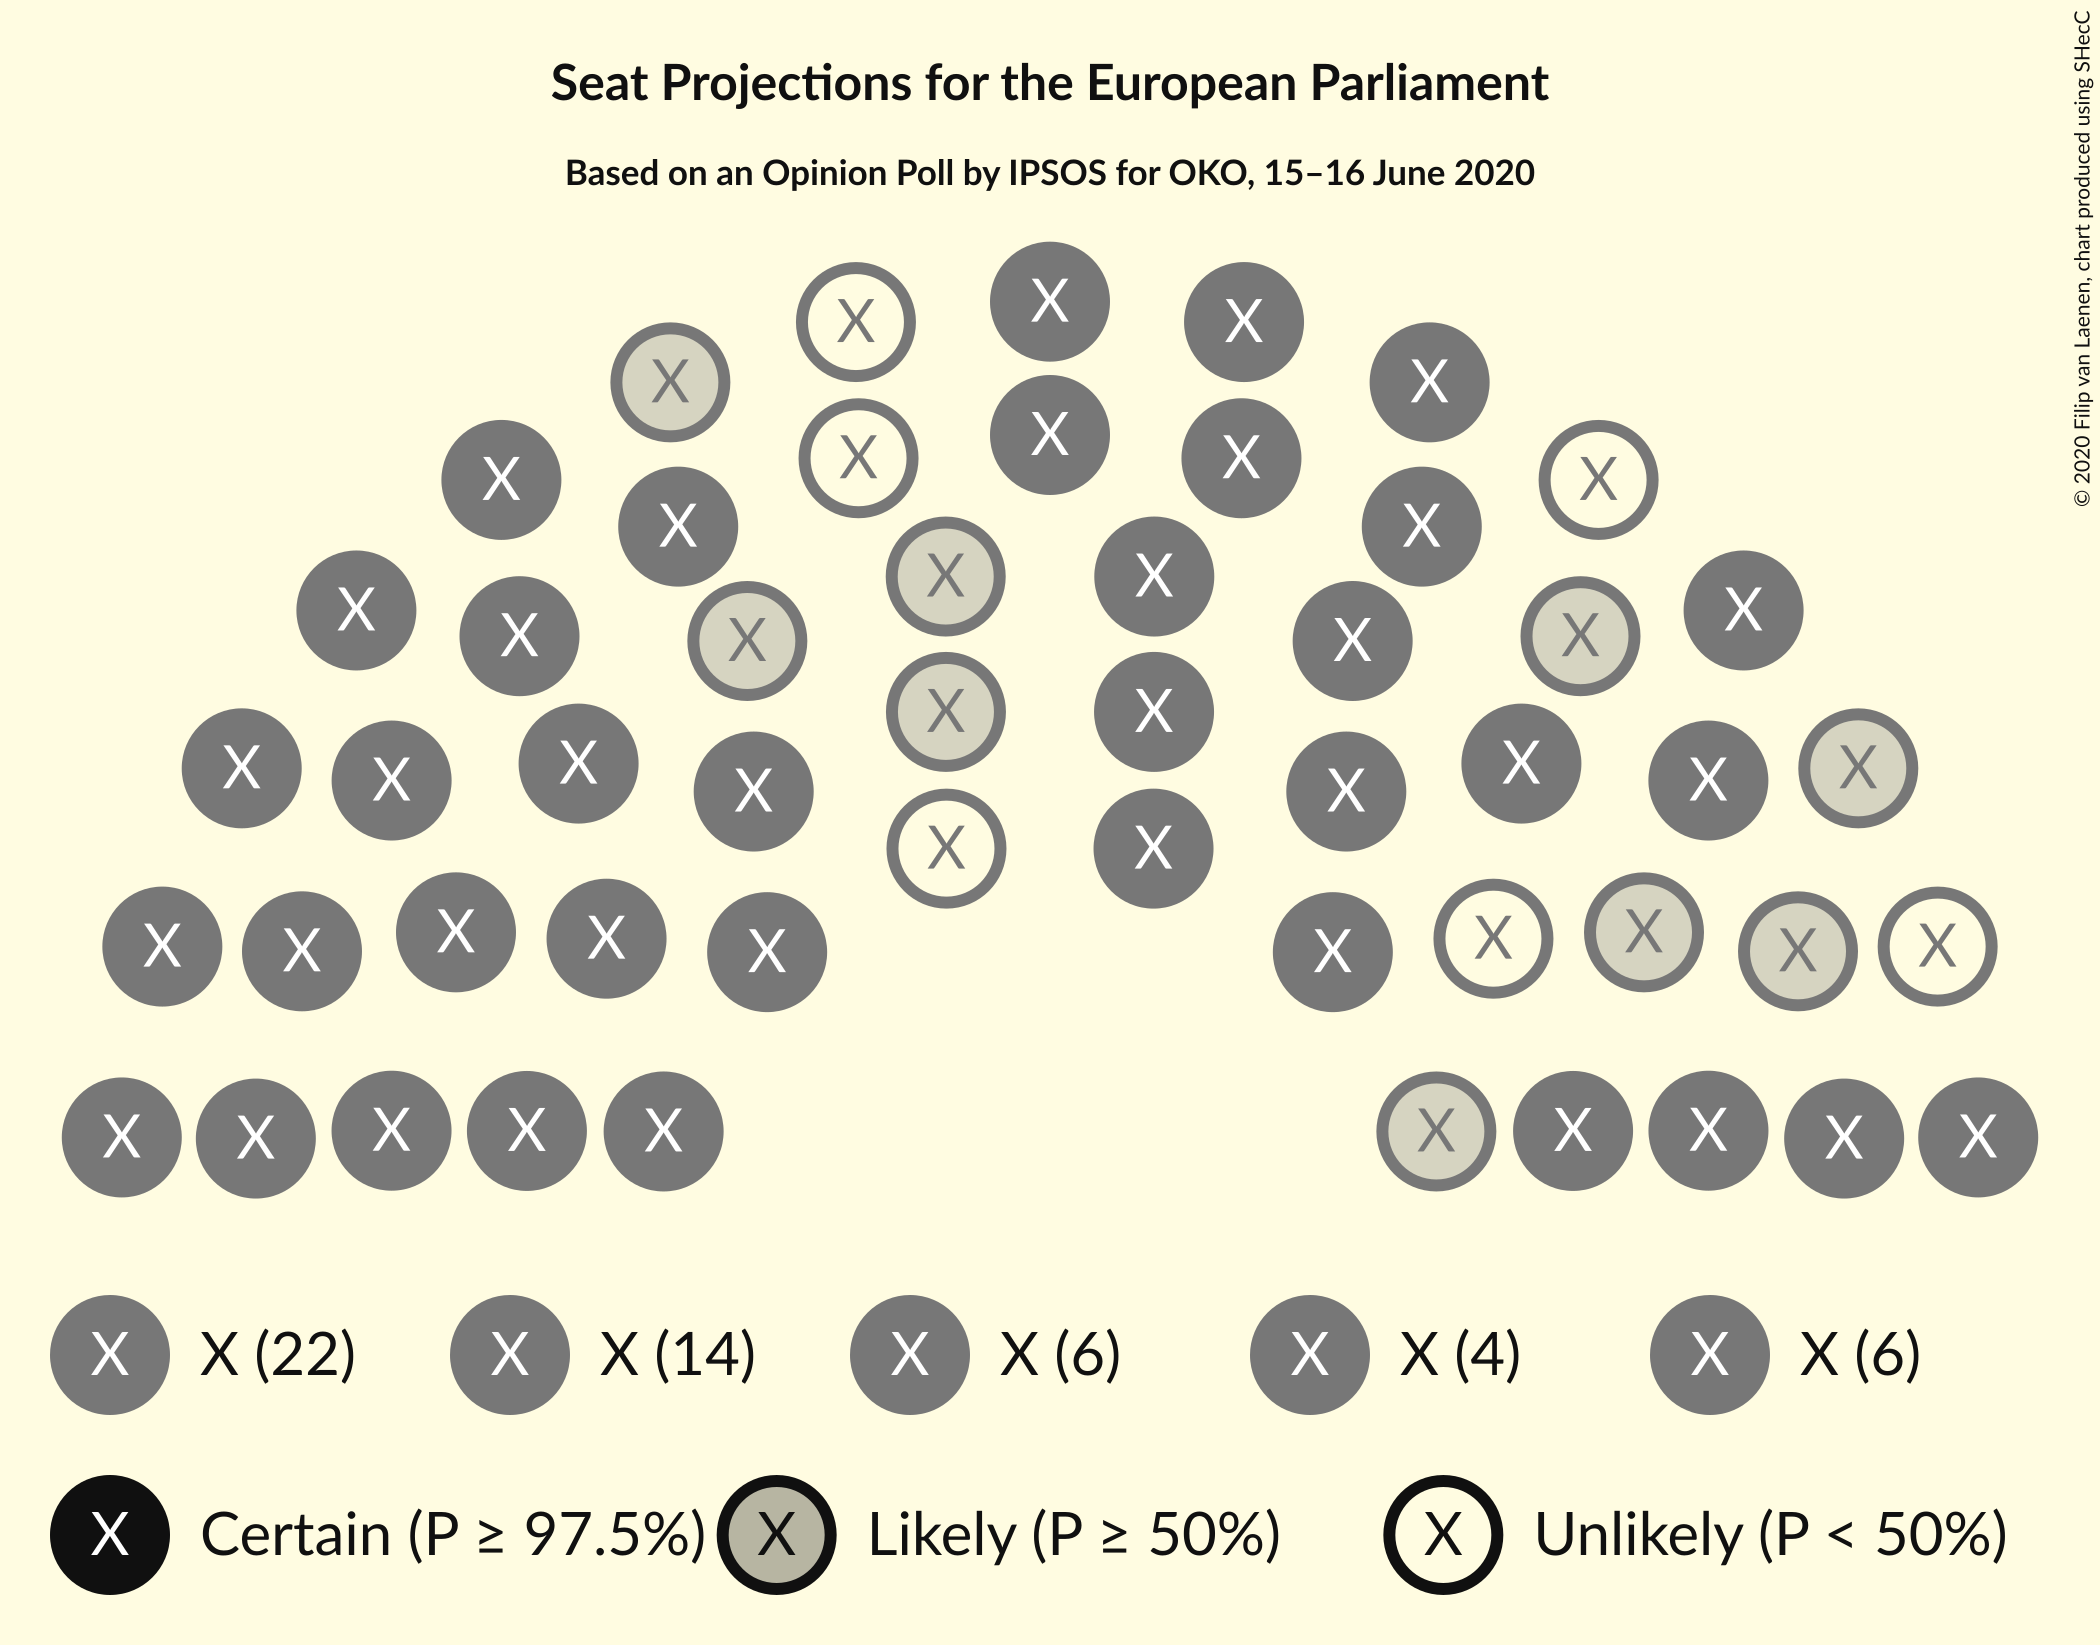 Seat Projections for the European Parliament
Based on an Opinion Poll by IPSOS for OKO, 15–16 June 2020
© 2020 Filip van Laenen, chart produced using SHecC
X X X
X X
X X X
X X
X X X
X X
X X
X X
X X
X X
X X X
X X
X X X X
X X X X
X X
X X X X X X
X X X X
X X X X X X X X X X
X X (22) X X (14) X X (6) X X (4) X X (6)
X Certain (P ≥ 97.5%) X Likely (P ≥ 50%) X Unlikely (P < 50%)